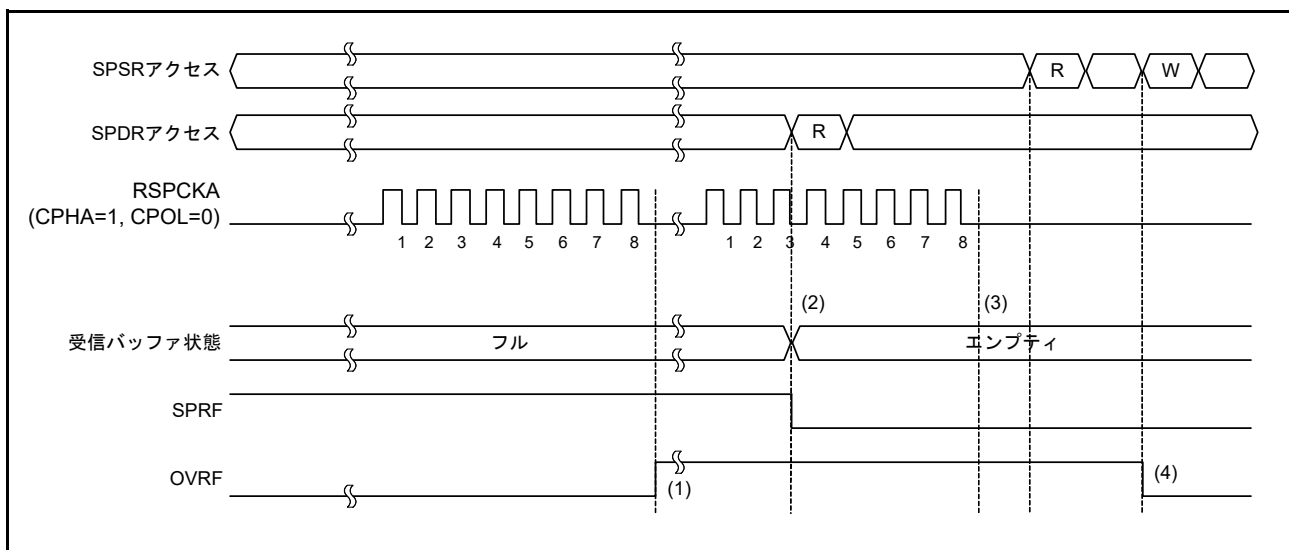 SPSRアクセス
R
W
SPDRアクセス
R
RSPCKA
(CPHA=1, CPOL=0)
1 2 3 4 5 6 7 8
1 2 3 4 5 6 7 8
(2)
(3)
受信バッファ状態
フル
エンプティ
SPRF
OVRF
(1)
(4)